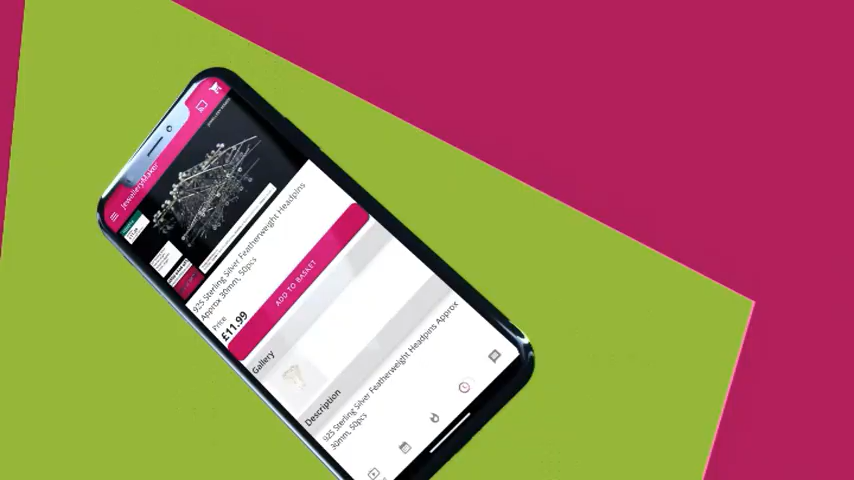 JewelleryMaker
925 Sterling Silver Featherweight Headpins
Approx 30mm, 50pcs
Price
£11.99
ADD TO BASKET
Gallery
Description
925 Sterling Silver Featherweight Headpins Approx
30mm, 50pcs